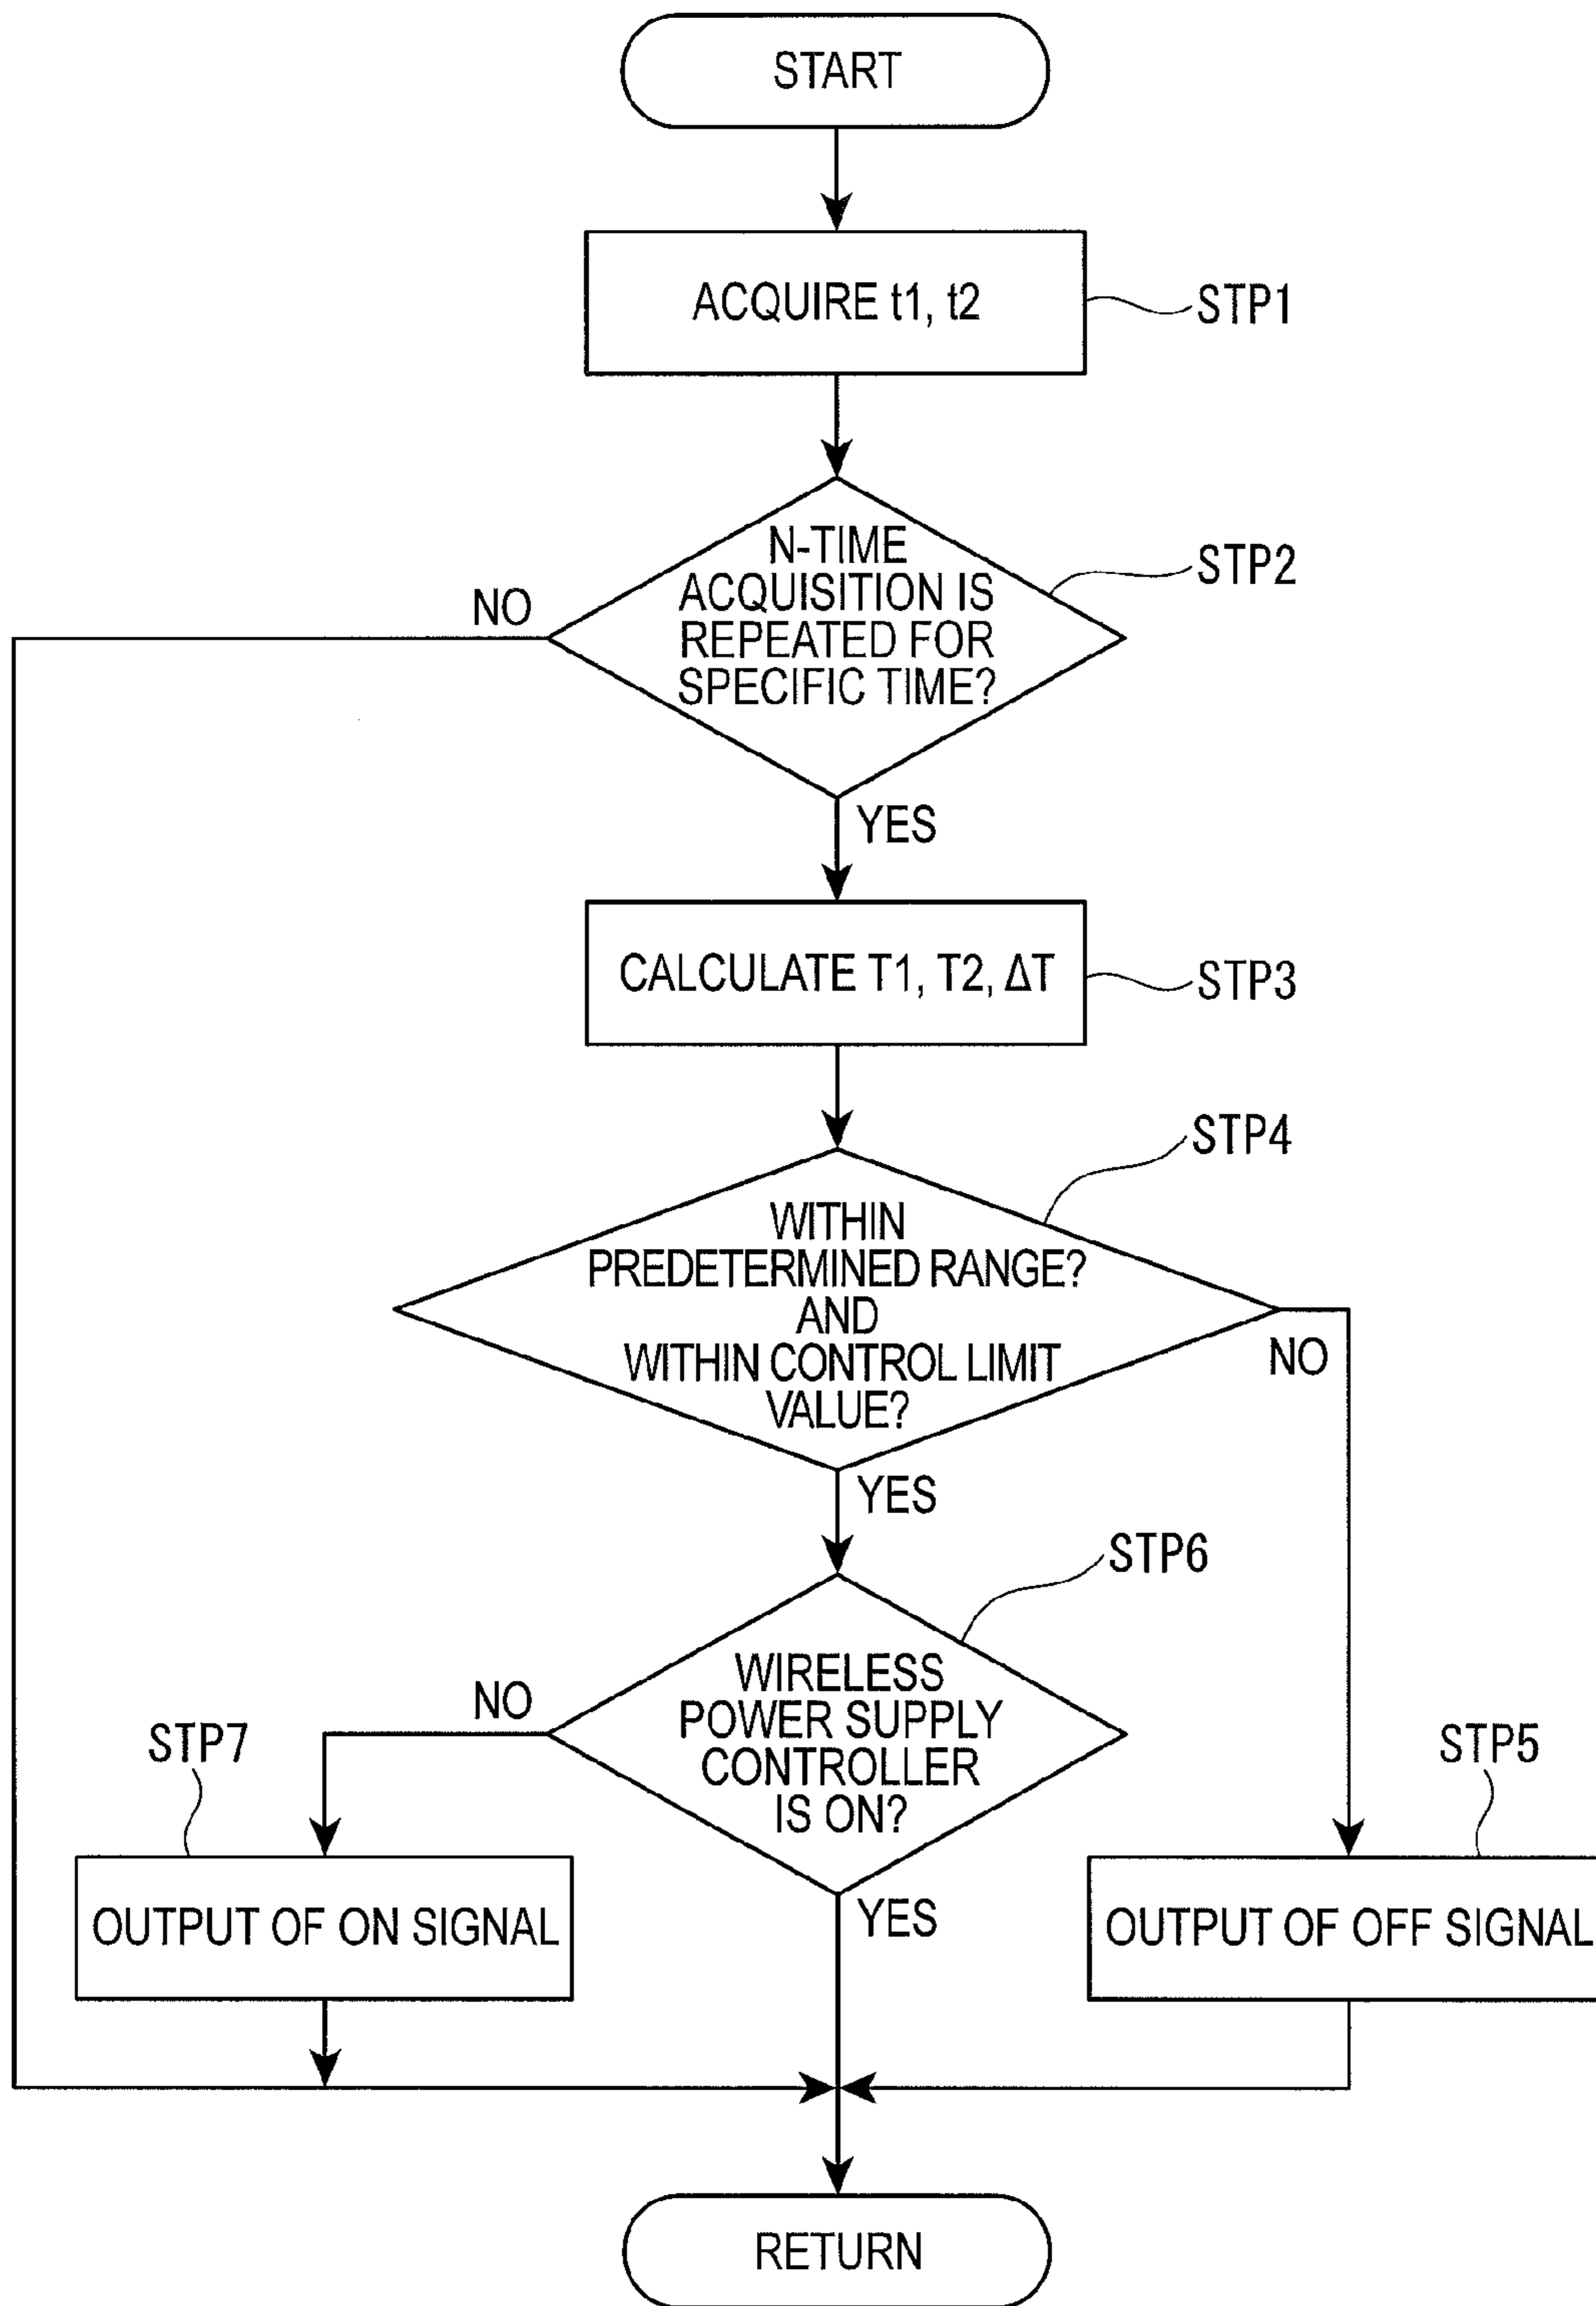 START
ACQUIRE t1, t2
STP1
N-TIME
ACQUISITION IS
REPEATED FOR
SPECIFIC TIME?
STP2
NO
YES
CALCULATE T1, T2, ΔT
STP3
STP4
WITHIN
PREDETERMINED RANGE?
AND
WITHIN CONTROL LIMIT
VALUE?
NO
YES
STP6
WIRELESS
POWER SUPPLY
CONTROLLER
IS ON?
NO
STP7
STP5
YES
OUTPUT OF ON SIGNAL
OUTPUT OF OFF SIGNAL
RETURN